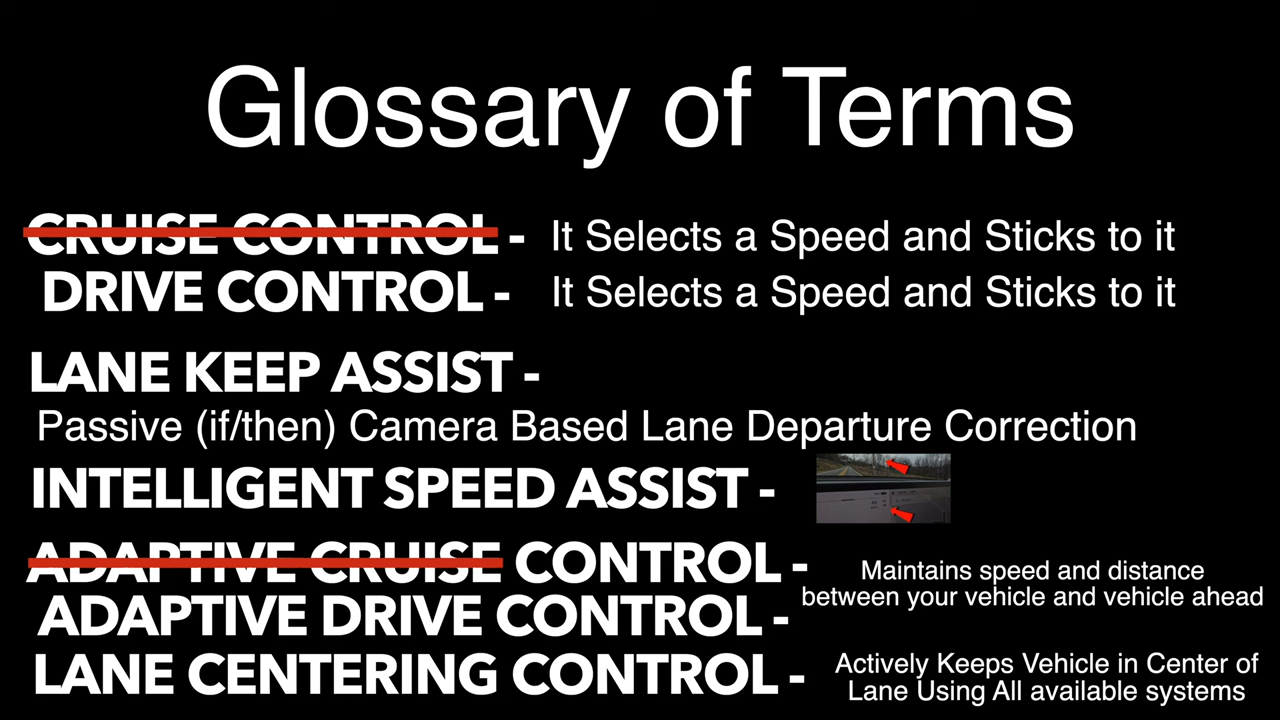 Glossary of Terms
CRUISE CONTROL - It Selects a Speed and Sticks to it
DRIVE CONTROL - It Selects a Speed and Sticks to it
LANE KEEP ASSIST -
Passive (if/then) Camera Based Lane Departure Correction
INTELLIGENT SPEED ASSIST -
ADAPTIVE CRUISE CONTROL -
Maintains speed and distance
between your vehicle and vehicle ahead
ADAPTIVE DRIVE CONTROL -
LANE CENTERING CONTROL -
Actively Keeps Vehicle in Center of
Lane Using All available systems